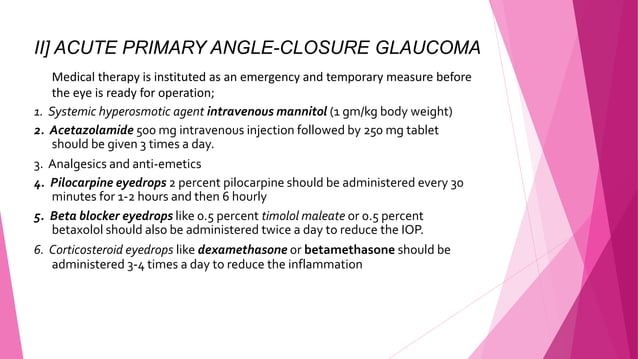 II] ACUTE PRIMARY ANGLE-CLOSURE GLAUCOMA
Medical therapy is instituted as an emergency and temporary measure before
the eye is ready for operation;
1. Systemic hyperosmotic agent intravenous mannitol (1 gm/kg body weight)
2. Acetazolamide 500 mg intravenous injection followed by 250 mg tablet
should be given 3 times a day.
3. Analgesics and anti-emetics
4. Pilocarpine eyedrops 2 percent pilocarpine should be administered every 30
minutes for 1-2 hours and then 6 hourly
5. Beta blocker eyedrops like 0.5 percent timolol maleate or 0.5 percent
betaxolol should also be administered twice a day to reduce the IOP.
6. Corticosteroid eyedrops like dexamethasone or betamethasone should be
administered 3-4 times a day to reduce the inflammation